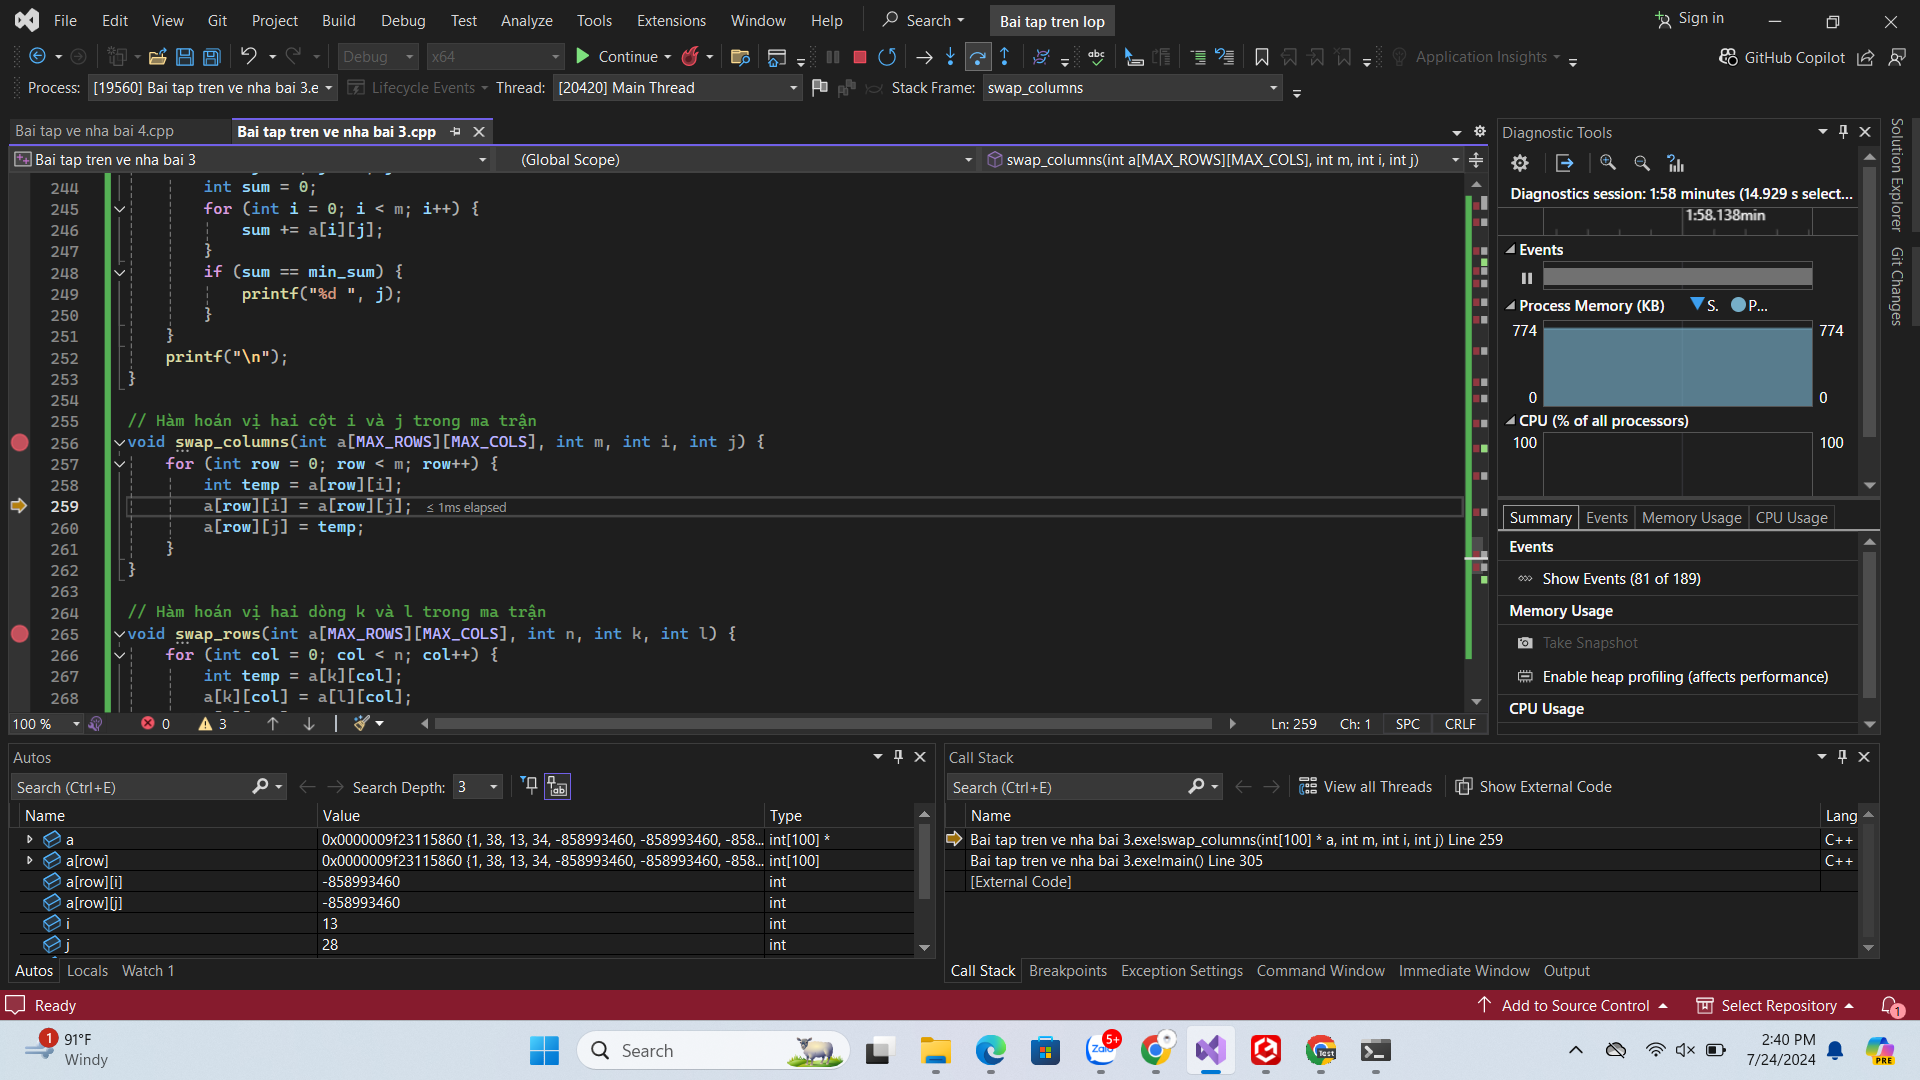 File Edit View Git Project Build Debug Test Analyze Tools Extensions Window Help Search Bai tap tren lop Sign in
Debug x64 Continue Application Insights GitHub Copilot
Process: [19560] Bai tap tren ve nha bai 3.e Lifecycle Events Thread: [20420] Main Thread Stack Frame: swap_columns
Bai tap ve nha bai 4.cpp Bai tap tren ve nha bai 3.cpp
Bai tap tren ve nha bai 3 (Global Scope) swap_columns(int a[MAX_ROWS][MAX_COLS], int m, int i, int j)
244 int sum = 0;
245 for (int i = 0; i < m; i++) {
246 sum += a[i][j];
247 }
248 if (sum == min_sum) {
249 printf("%d ", j);
250 }
251 }
252 printf("\n");
253 }
254
255 // Hàm hoán vị hai cột i và j trong ma trận
256 void swap_columns(int a[MAX_ROWS][MAX_COLS], int m, int i, int j) {
257 for (int row = 0; row < m; row++) {
258 int temp = a[row][i];
259 a[row][i] = a[row][j]; ≤ 1ms elapsed
260 a[row][j] = temp;
261 }
262 }
263
264 // Hàm hoán vị hai dòng k và l trong ma trận
265 void swap_rows(int a[MAX_ROWS][MAX_COLS], int n, int k, int l) {
266 for (int col = 0; col < n; col++) {
267 int temp = a[k][col];
268 a[k][col] = a[l][col];
100 % 0 3 Ln: 259 Ch: 1 SPC CRLF
Diagnostic Tools
Diagnostics session: 1:58 minutes (14.929 s select...
1:58.138min
Events
Process Memory (KB) S. P...
774 774
0 0
CPU (% of all processors)
100 100
Summary Events Memory Usage CPU Usage
Events
Show Events (81 of 189)
Memory Usage
Take Snapshot
Enable heap profiling (affects performance)
CPU Usage
Solution Explorer
Git Changes
Autos
Search (Ctrl+E) Search Depth: 3
Name Value Type
a 0x0000009f23115860 {1, 38, 13, 34, -858993460, -858993460, -858... int[100] *
a[row] 0x0000009f23115860 {1, 38, 13, 34, -858993460, -858993460, -858... int[100]
a[row][i] -858993460 int
a[row][j] -858993460 int
i 13 int
j 28 int
Autos Locals Watch 1
Call Stack
Search (Ctrl+E) View all Threads Show External Code
Name Lang
Bai tap tren ve nha bai 3.exe!swap_columns(int[100] * a, int m, int i, int j) Line 259 C++
Bai tap tren ve nha bai 3.exe!main() Line 305 C++
[External Code]
Call Stack Breakpoints Exception Settings Command Window Immediate Window Output
Ready Add to Source Control Select Repository 1
1 91°F
Windy
Search
Zalo 5+
Test
PRE
2:40 PM
7/24/2024